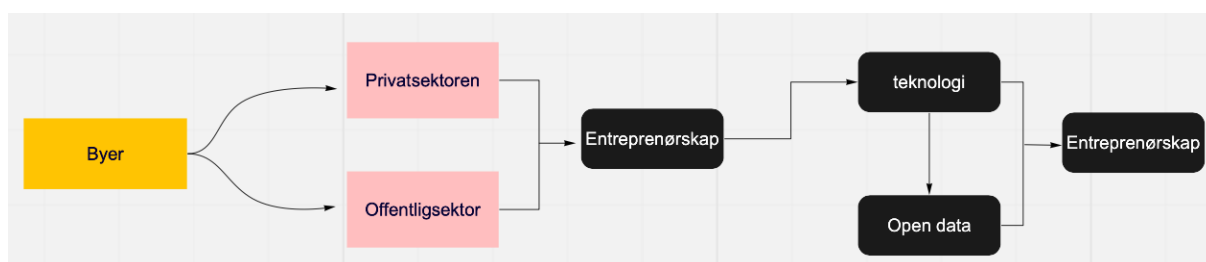 Byer
Privatsektoren
Offentligsektor
Entreprenørskap
teknologi
Open data
Entreprenørskap